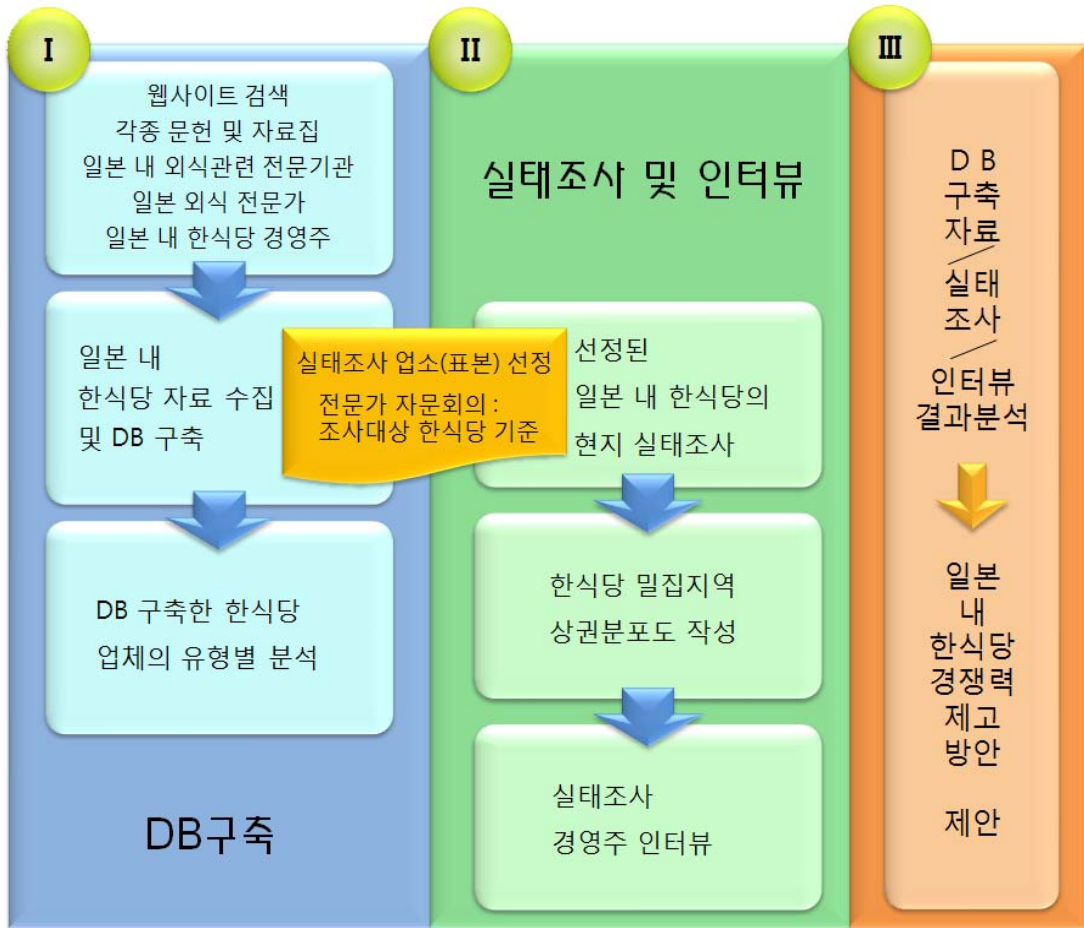 I
웹사이트 검색
각종 문헌 및 자료집
일본 내 외식관련 전문기관
일본 외식 전문가
일본 내 한식당 경영주
일본 내
한식당 자료 수집
및 DB 구축
DB 구축한 한식당
업체의 유형별 분석
DB구축
실태조사 업소(표본) 선정
전문가 자문회의 :
조사대상 한식당 기준
II
실태조사 및 인터뷰
선정된
일본 내 한식당의
현지 실태조사
한식당 밀집지역
상권분포도 작성
실태조사
경영주 인터뷰
III
D B
구축
자료
/
실태
조사
\
인터뷰
결과분석
일본
내
한식당
경쟁력
제고
방안
제안